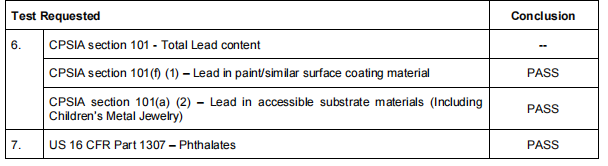 Test Requested Conclusion
6. CPSIA section 101 - Total Lead content --
CPSIA section 101(f) (1) – Lead in paint/similar surface coating material PASS
CPSIA section 101(a) (2) – Lead in accessible substrate materials (Including
Children's Metal Jewelry) PASS
7. US 16 CFR Part 1307 – Phthalates PASS